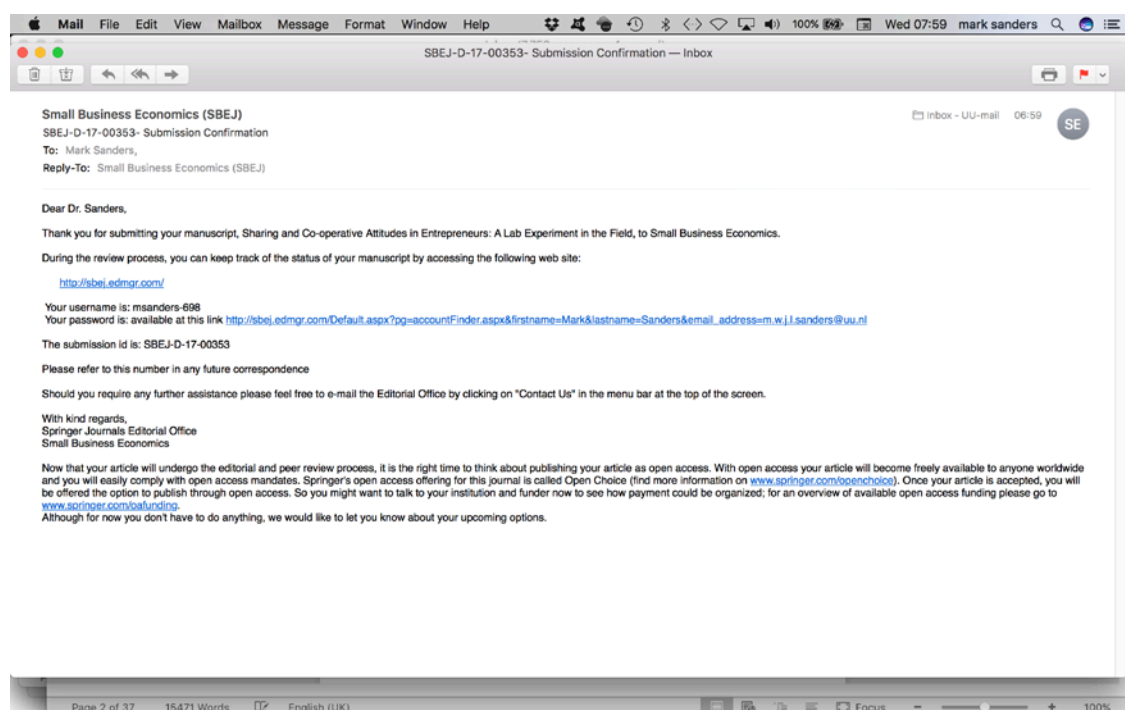 Mail File Edit View Mailbox Message Format Window Help 100% Wed 07:59 mark sanders
SBEJ-D-17-00353- Submission Confirmation — Inbox
Small Business Economics (SBEJ) Inbox - UU-mail 06:59 SE
SBEJ-D-17-00353- Submission Confirmation
To: Mark Sanders,
Reply-To: Small Business Economics (SBEJ)
Dear Dr. Sanders,
Thank you for submitting your manuscript, Sharing and Co-operative Attitudes in Entrepreneurs: A Lab Experiment in the Field, to Small Business Economics.
During the review process, you can keep track of the status of your manuscript by accessing the following web site:
http://sbej.edmgr.com/
Your username is: msanders-698
Your password is: available at this link http://sbej.edmgr.com/Default.aspx?pg=accountFinder.aspx&firstname=Mark&lastname=Sanders&email_address=m.w.j.l.sanders@uu.nl
The submission id is: SBEJ-D-17-00353
Please refer to this number in any future correspondence
Should you require any further assistance please feel free to e-mail the Editorial Office by clicking on "Contact Us" in the menu bar at the top of the screen.
With kind regards,
Springer Journals Editorial Office
Small Business Economics
Now that your article will undergo the editorial and peer review process, it is the right time to think about publishing your article as open access. With open access your article will become freely available to anyone worldwide
and you will easily comply with open access mandates. Springer's open access offering for this journal is called Open Choice (find more information on www.springer.com/openchoice). Once your article is accepted, you will
be offered the option to publish through open access. So you might want to talk to your institution and funder now to see how payment could be organized; for an overview of available open access funding please go to
www.springer.com/oafunding.
Although for now you don't have to do anything, we would like to let you know about your upcoming options.
Page 2 of 37 15471 Words English (UK) Focus 100%